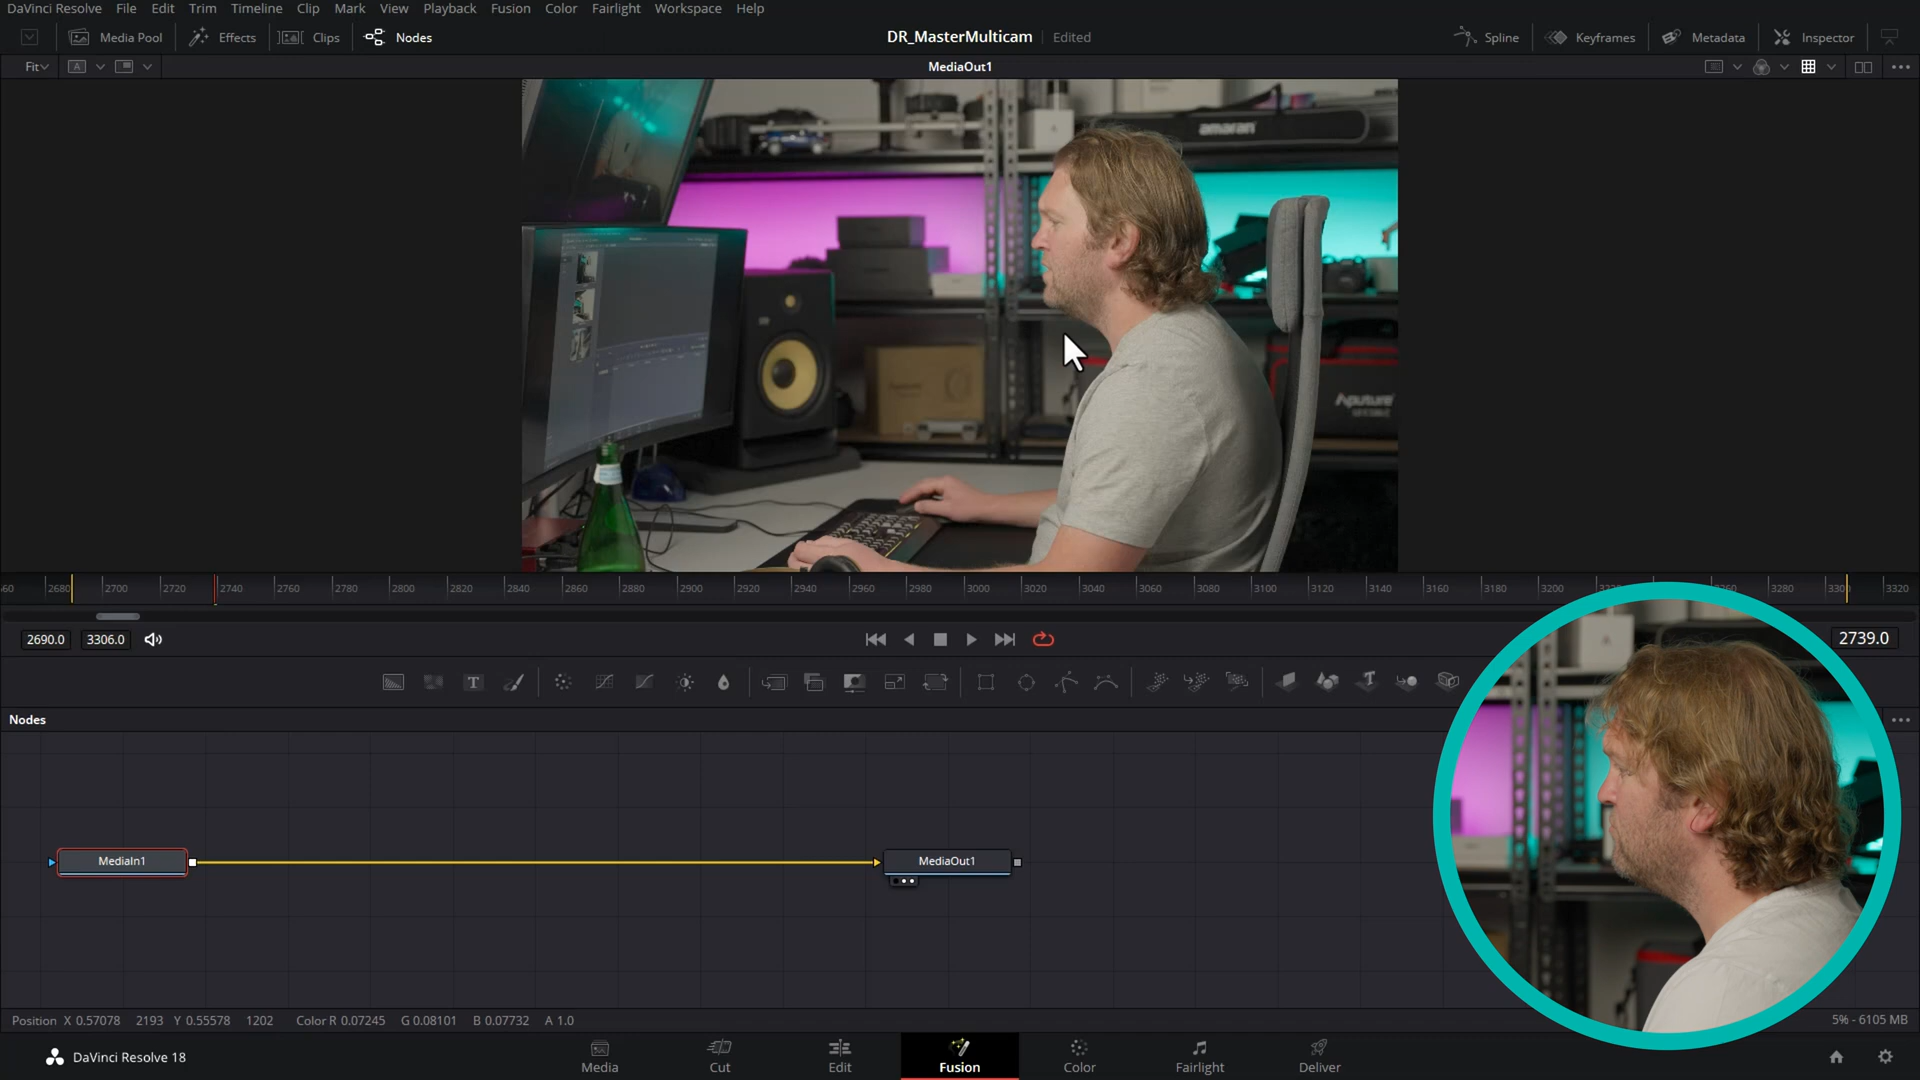 DaVinci Resolve File Edit Trim Timeline Clip Mark View Playback Fusion Color Fairlight Workspace Help
Media Pool Effects Clips Nodes DR_MasterMulticam Edited Spline Keyframes Metadata Inspector
Fit A MediaOut1
amaran
Aputure
2680 2700 2720 2740 2760 2780 2800 2820 2840 2860 2880 2900 2920 2940 2960 2980 3000 3020 3040 3060 3080 3100 3120 3140 3160 3180 3200 3280 3320
2690.0 3306.0 2739.0
T
Nodes
MediaIn1 MediaOut1
Position X 0.57078 2193 Y 0.55578 1202 Color R 0.07245 G 0.08101 B 0.07732 A 1.0 5% - 6105 MB
DaVinci Resolve 18 Media Cut Edit Fusion Color Fairlight Deliver